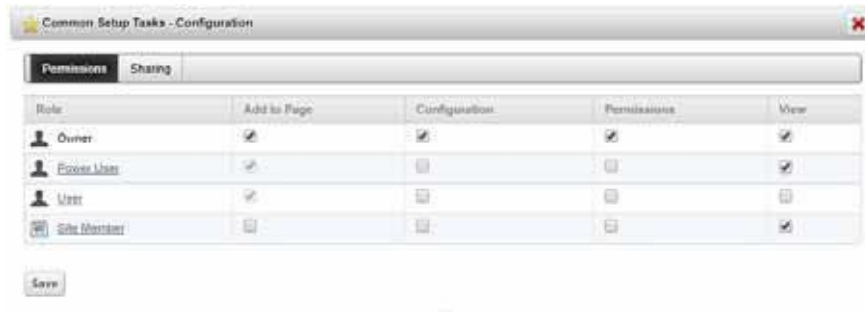 Common Setup Tasks - Configuration
Permissions Sharing
Role Add to Page Configuration Permissions View
Owner
Power User
User
Site Member
Save